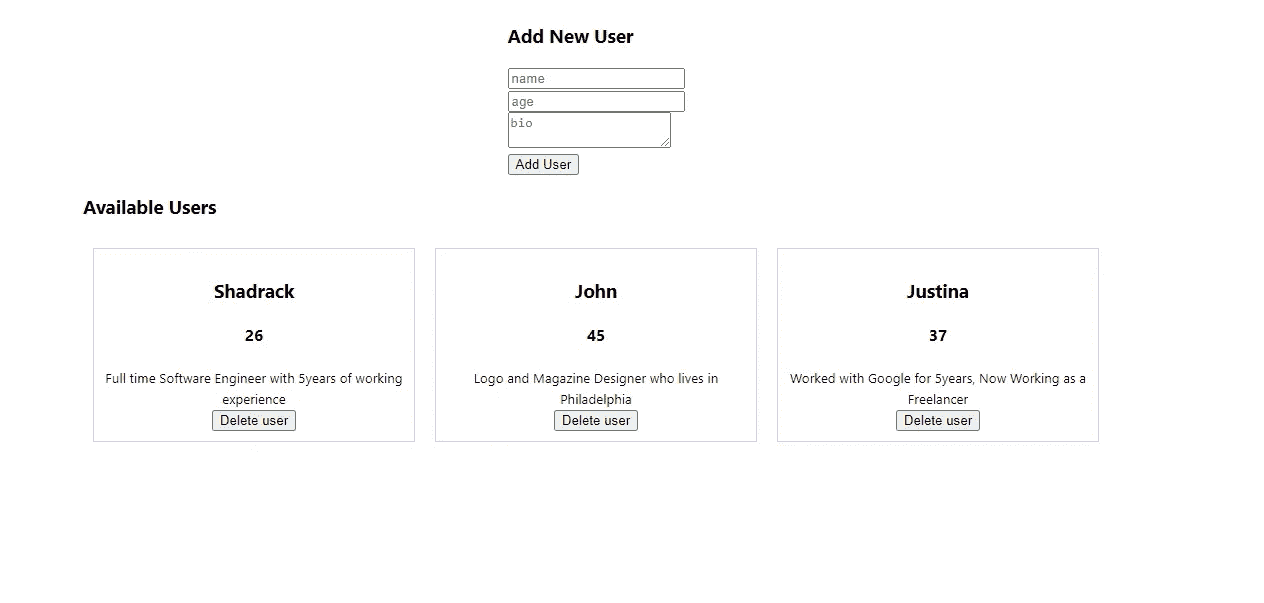 Add New User
name
age
bio
Add User
Available Users
Shadrack
26
Full time Software Engineer with 5years of working
experience
Delete user
John
45
Logo and Magazine Designer who lives in
Philadelphia
Delete user
Justina
37
Worked with Google for 5years, Now Working as a
Freelancer
Delete user